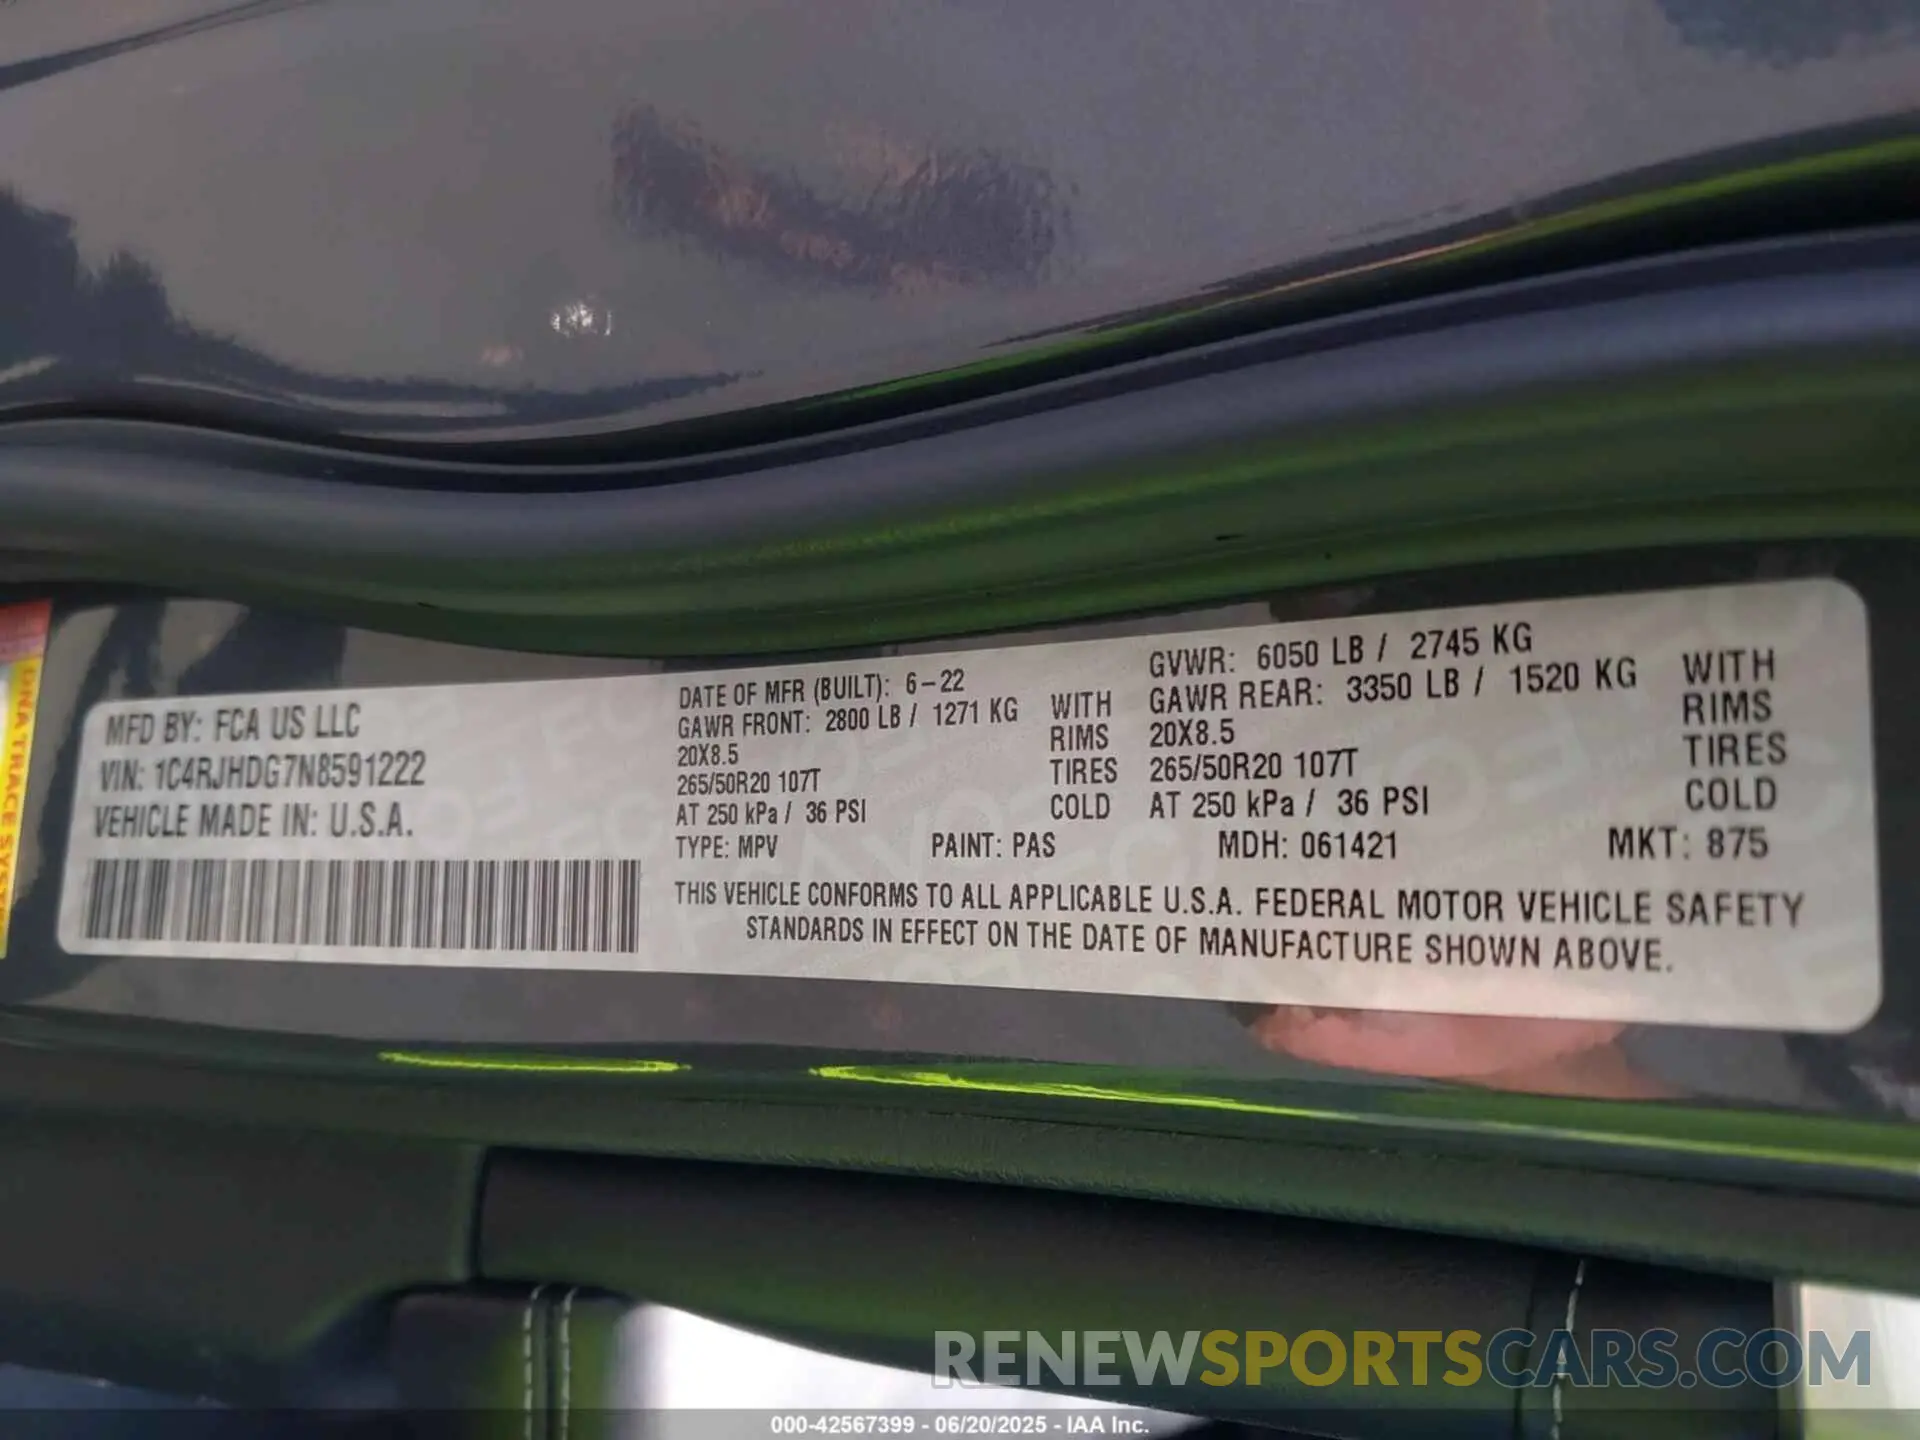 MFD BY: FCA US LLC
VIN: 1C4RJHDG7N8591222
VEHICLE MADE IN: U.S.A.
DATE OF MFR (BUILT): 6-22
GAWR FRONT: 2800 LB / 1271 KG WITH
20X8.5 RIMS
265/50R20 107T TIRES
AT 250 kPa / 36 PSI COLD
GVWR: 6050 LB / 2745 KG
GAWR REAR: 3350 LB / 1520 KG WITH
20X8.5 RIMS
265/50R20 107T TIRES
AT 250 kPa / 36 PSI COLD
TYPE: MPV PAINT: PAS MDH: 061421 MKT: 875
THIS VEHICLE CONFORMS TO ALL APPLICABLE U.S.A. FEDERAL MOTOR VEHICLE SAFETY
STANDARDS IN EFFECT ON THE DATE OF MANUFACTURE SHOWN ABOVE.
DNA TRACE
RENEWSPORTSCARS.COM
000-42567399 - 06/20/2025 - IAA Inc.